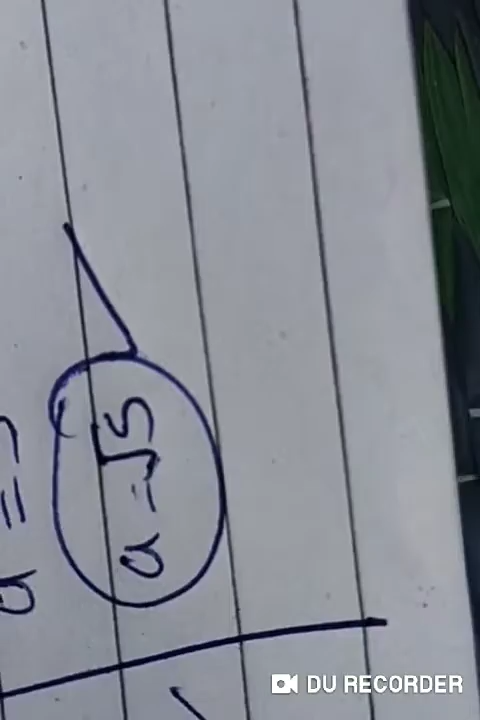 a = √5
DU RECORDER